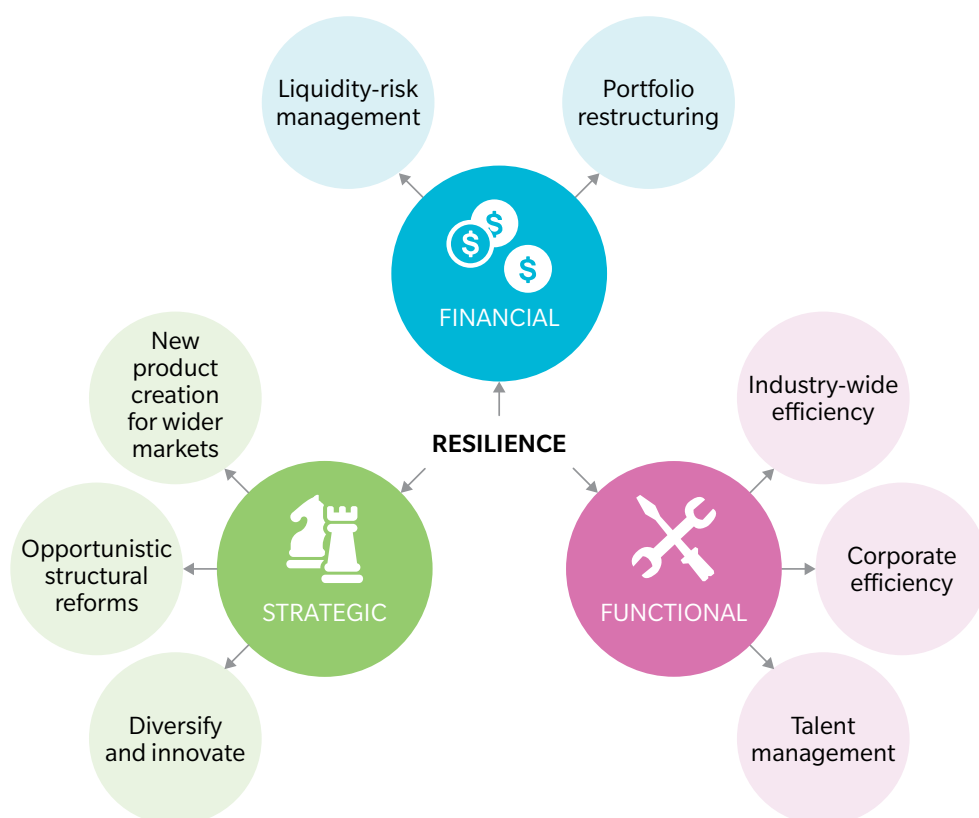 Liquidity-risk
management
Portfolio
restructuring
$
$
$
FINANCIAL
New
product
creation
for wider
markets
Industry-wide
efficiency
RESILIENCE
Opportunistic
structural
reforms
STRATEGIC
FUNCTIONAL
Corporate
efficiency
Diversify
and innovate
Talent
management